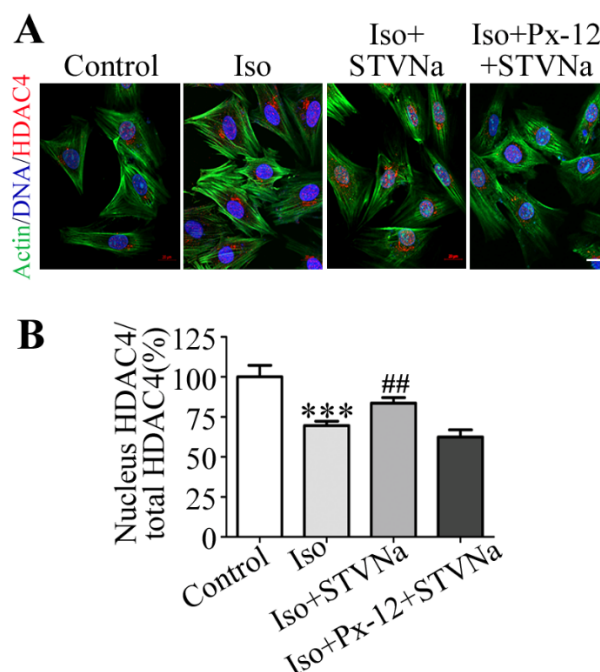 A
Control
Iso
Iso+
STVNa
Iso+Px-12
+STVNa
Actin/DNA/HDAC4
B
Nucleus HDAC4/
total HDAC4(%)
125
100
75
50
25
0
***
##
Control
Iso
Iso+STVNa
Iso+Px-12+STVNa